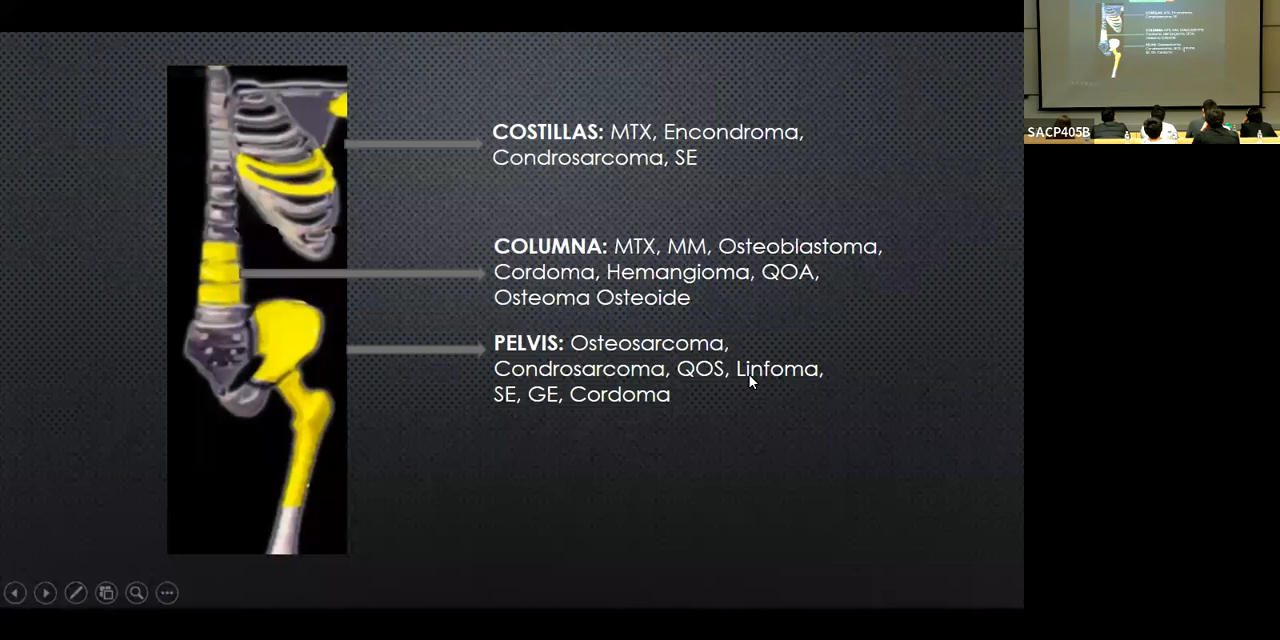 COSTILLAS: MTX, Encondroma,
Condrosarcoma, SE
COLUMNA: MTX, MM, Osteoblastoma,
Cordoma, Hemangioma, QOA,
Osteoma Osteoide
PELVIS: Osteosarcoma,
Condrosarcoma, QOS, Linfoma,
SE, GE, Cordoma
SACP405B